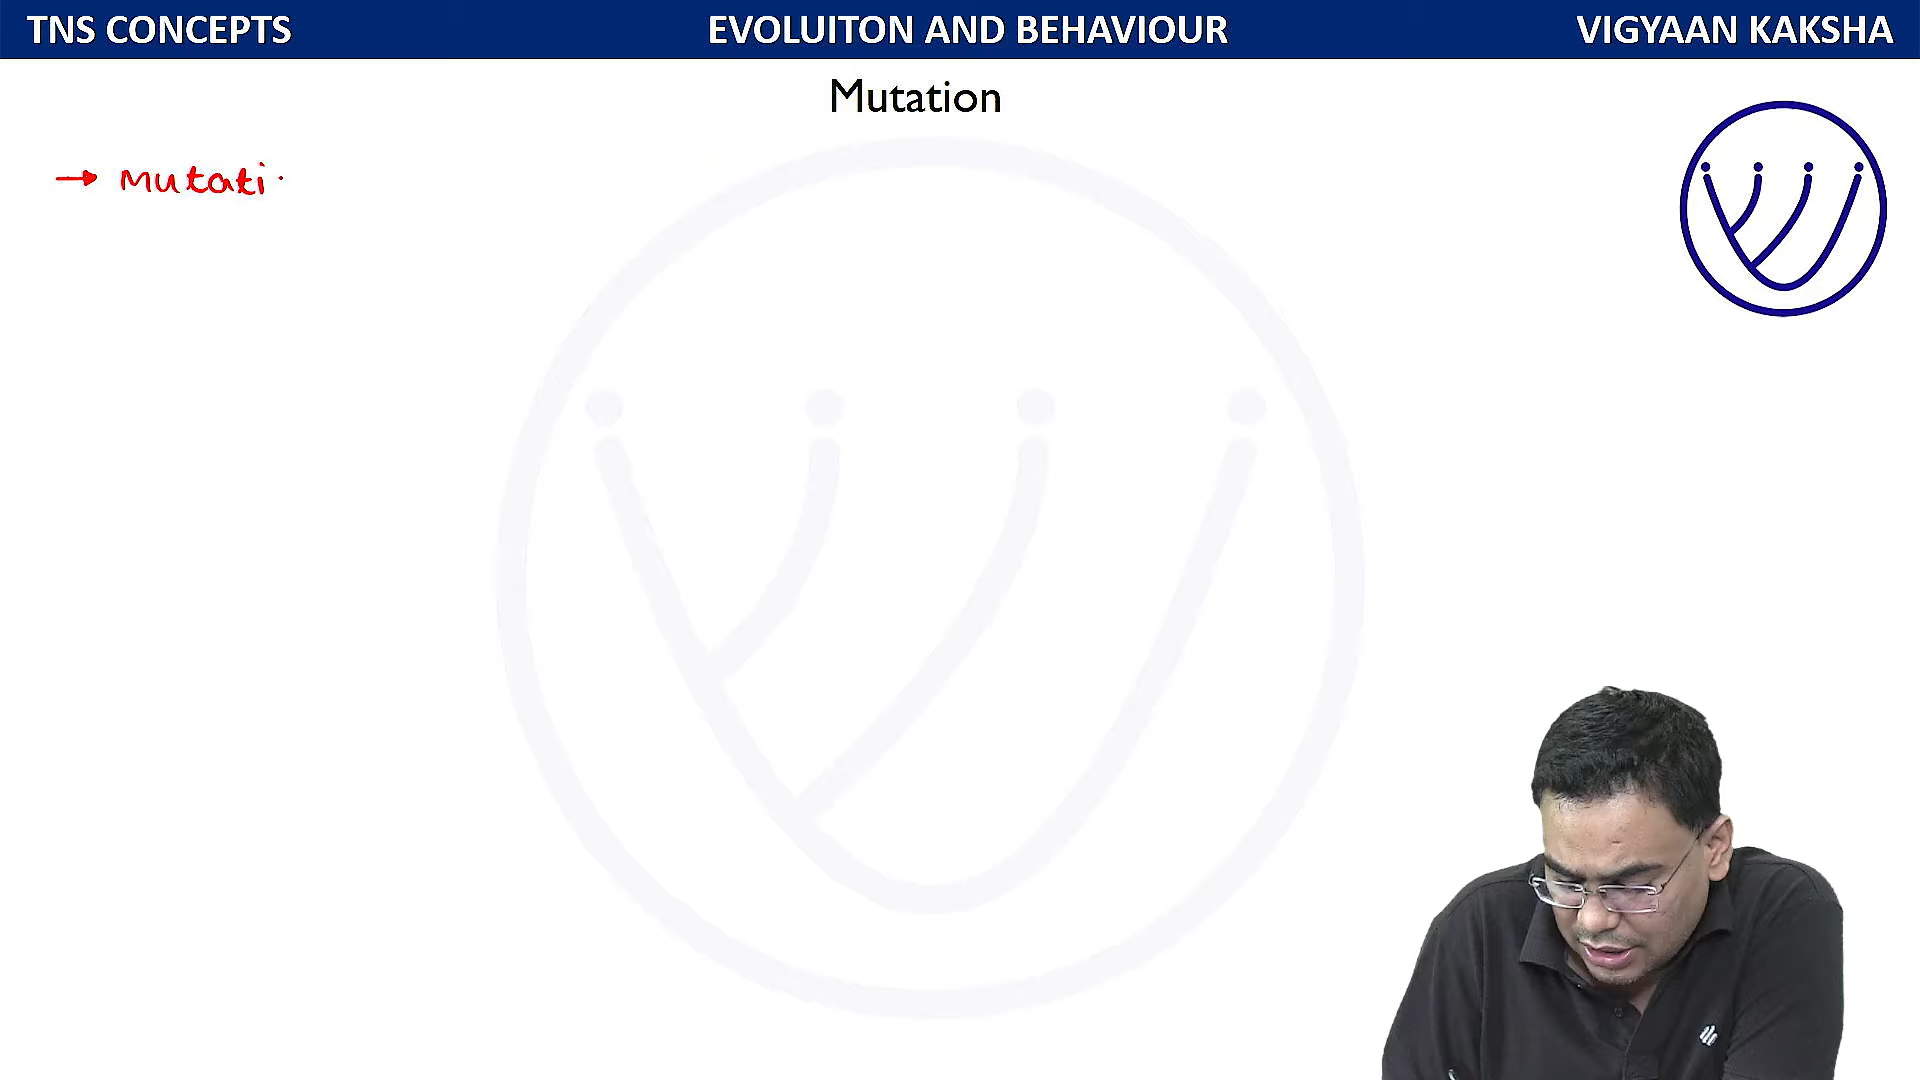 TNS CONCEPTS EVOLUITON AND BEHAVIOUR VIGYAAN KAKSHA
Mutation
→ Mutati